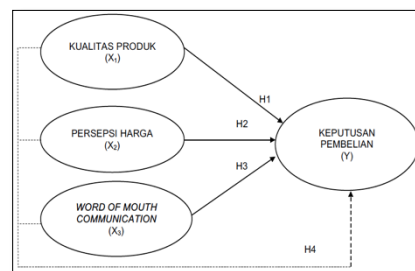 KUALITAS PRODUK
(X₁)
H1
PERSEPSI HARGA
(X₂)
H2
KEPUTUSAN
PEMBELIAN
(Y)
H3
WORD OF MOUTH
COMMUNICATION
(X₃)
H4